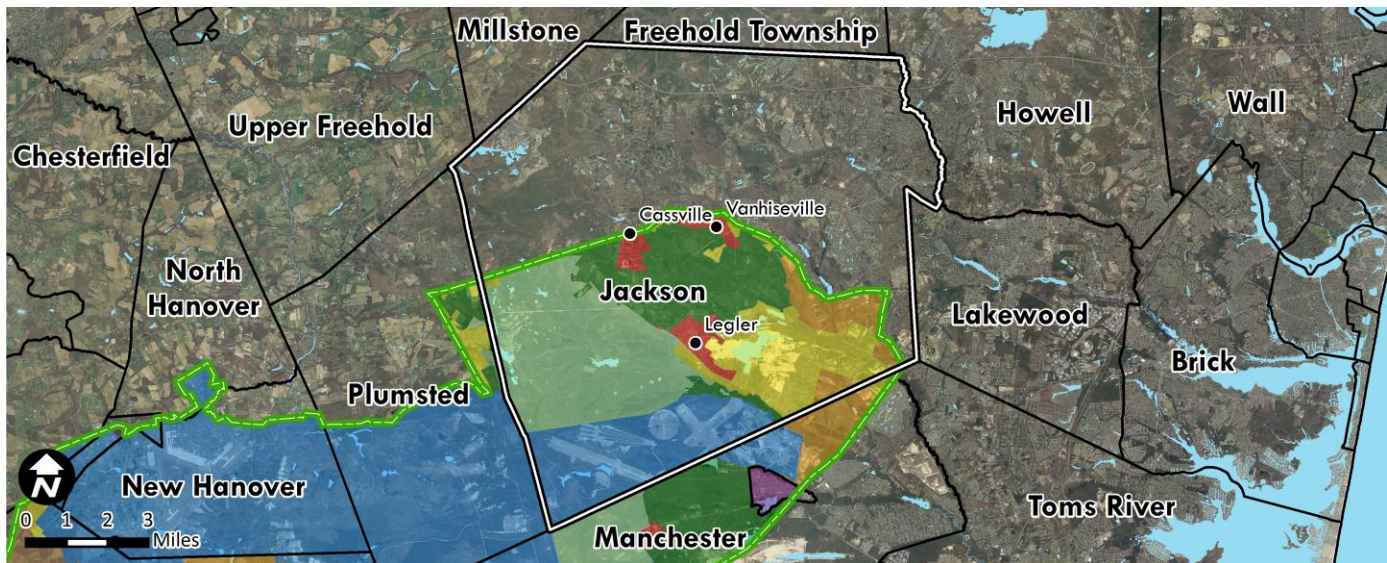 Millstone
Freehold Township
Howell
Wall
Upper Freehold
Chesterfield
Cassville
Vanhiseville
North
Hanover
Jackson
Lakewood
Legler
Brick
Plumsted
New Hanover
N
0 1 2 3
Miles
Toms River
Manchester